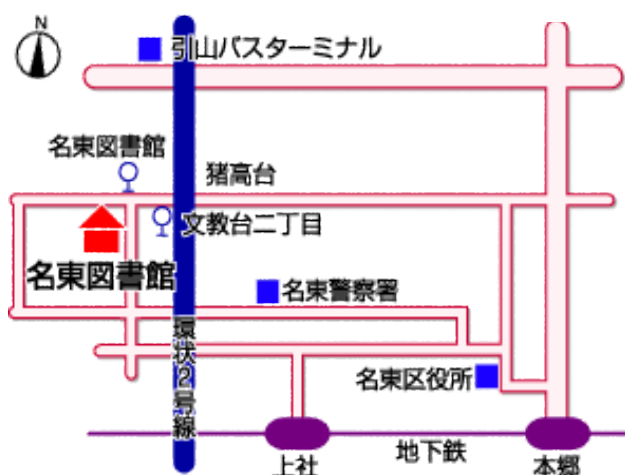 N
引山バスターミナル
名東図書館
猪高台
文教台二丁目
名東図書館
名東警察署
環状2号線
名東区役所
地下鉄
上社
本郷